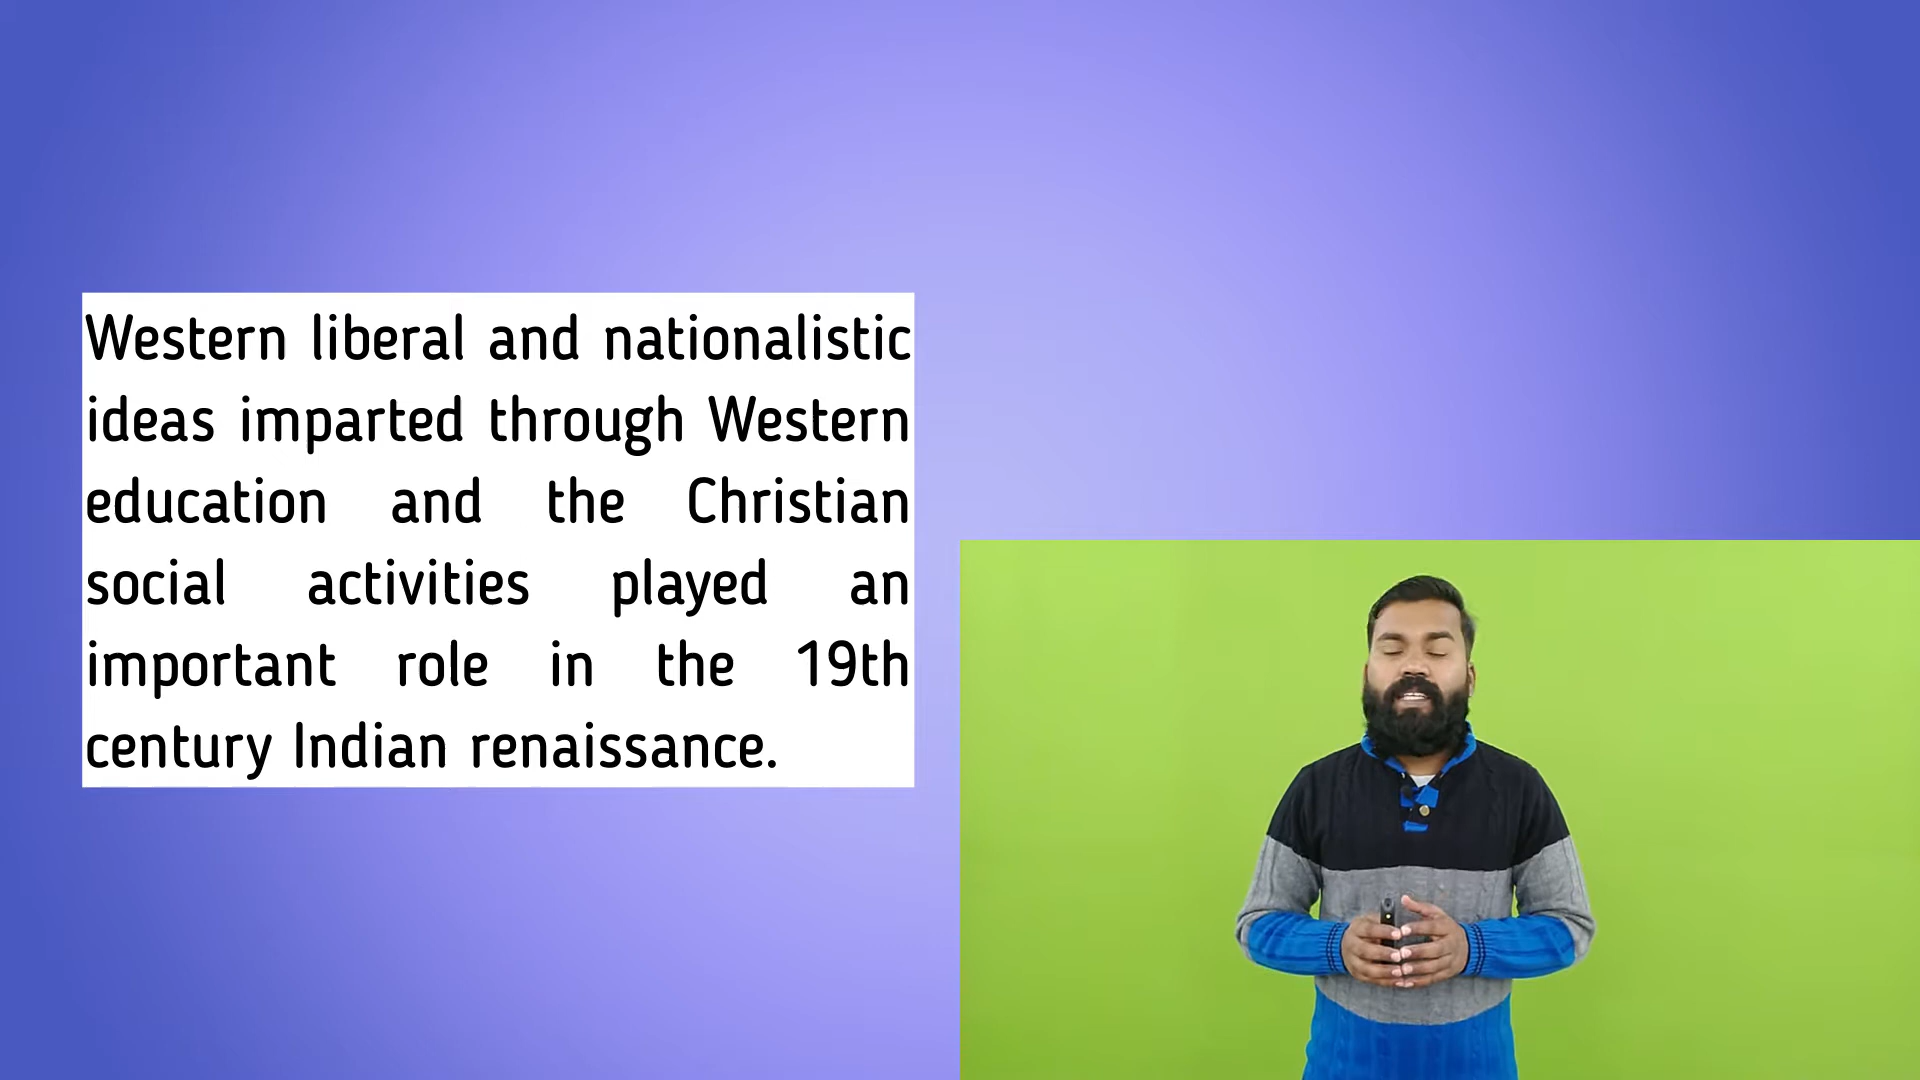 Western liberal and nationalistic
ideas imparted through Western
education and the Christian
social activities played an
important role in the 19th
century Indian renaissance.